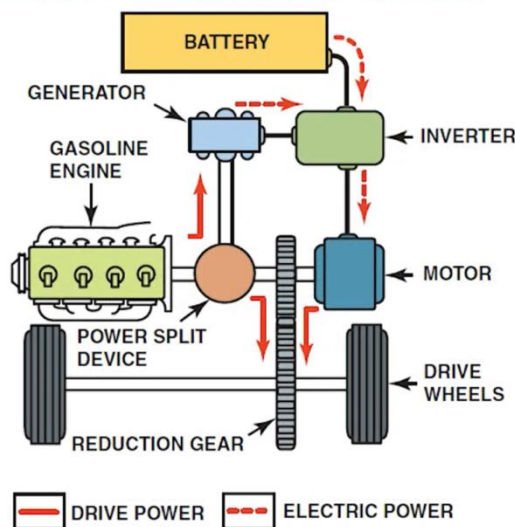 BATTERY
GENERATOR
INVERTER
GASOLINE
ENGINE
MOTOR
POWER SPLIT
DEVICE
DRIVE
WHEELS
REDUCTION GEAR
DRIVE POWER
ELECTRIC POWER